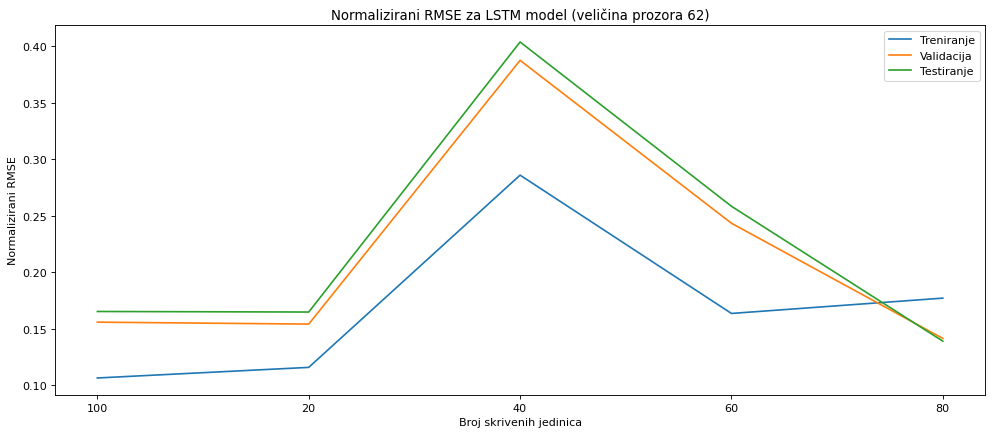 Normalizirani RMSE za LSTM model (veličina prozora 62)
Treniranje
Validacija
Testiranje
Normalizirani RMSE
0.40
0.35
0.30
0.25
0.20
0.15
0.10
100 20 40 60 80
Broj skrivenih jedinica